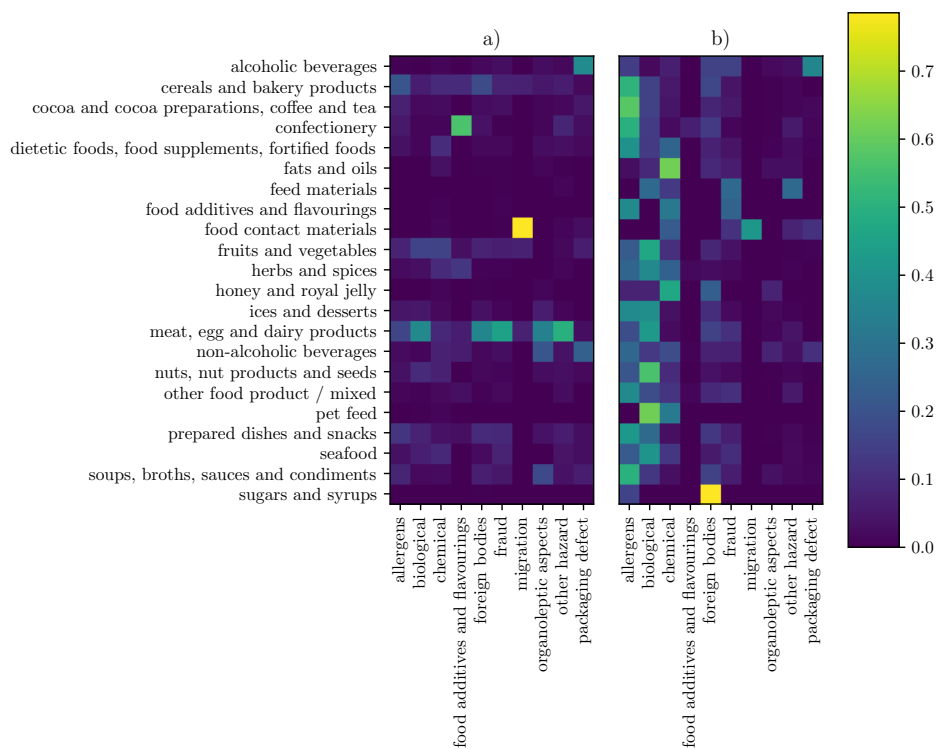 a)
b)
alcoholic beverages
cereals and bakery products
cocoa and cocoa preparations, coffee and tea
confectionery
dietetic foods, food supplements, fortified foods
fats and oils
feed materials
food additives and flavourings
food contact materials
fruits and vegetables
herbs and spices
honey and royal jelly
ices and desserts
meat, egg and dairy products
non-alcoholic beverages
nuts, nut products and seeds
other food product / mixed
pet feed
prepared dishes and snacks
seafood
soups, broths, sauces and condiments
sugars and syrups
allergens
biological
chemical
food additives and flavourings
foreign bodies
fraud
migration
organoleptic aspects
other hazard
packaging defect
allergens
biological
chemical
food additives and flavourings
foreign bodies
fraud
migration
organoleptic aspects
other hazard
packaging defect
0.7
0.6
0.5
0.4
0.3
0.2
0.1
0.0